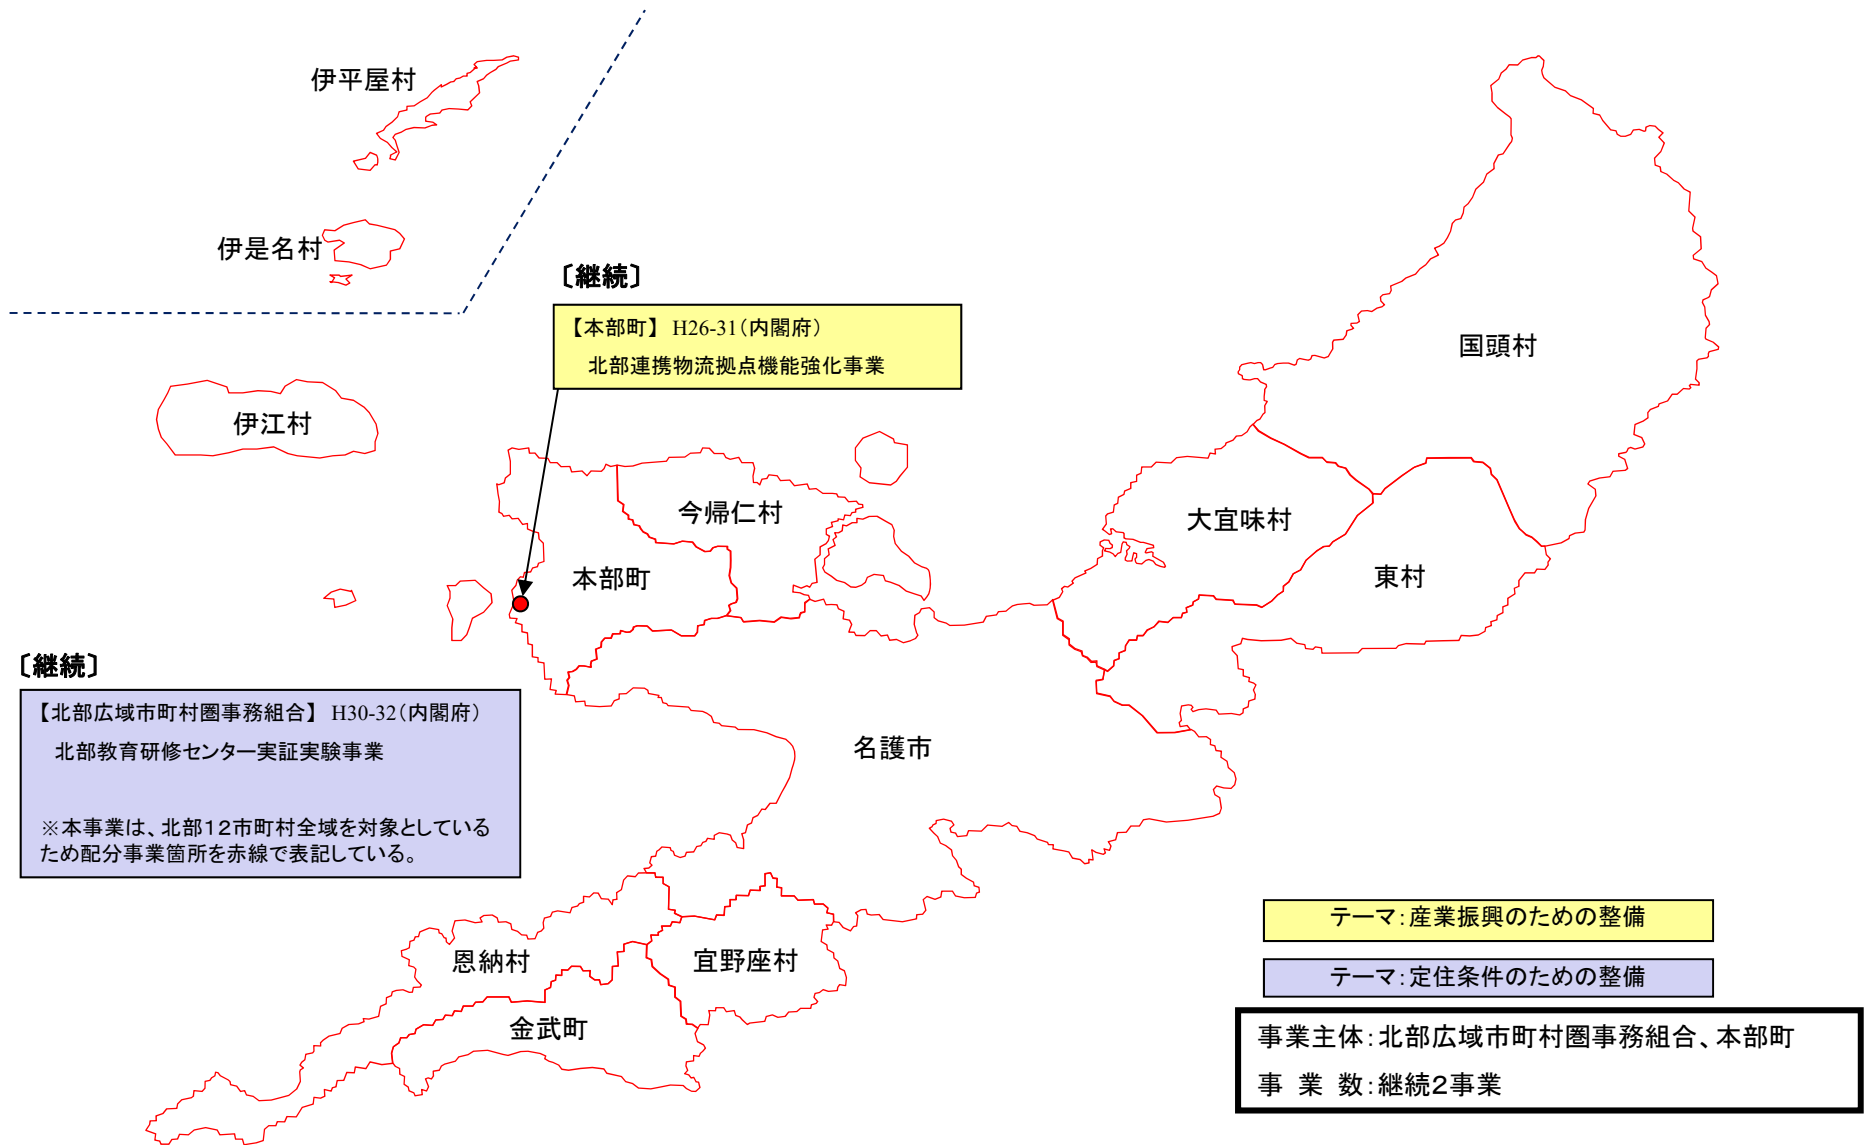 伊平屋村
伊是名村
〔継続〕
【本部町】 H26-31(内閣府)
北部連携物流拠点機能強化事業
国頭村
伊江村
今帰仁村
大宜味村
本部町
東村
〔継続〕
【北部広域市町村圏事務組合】 H30-32(内閣府)
北部教育研修センター実証実験事業
※本事業は、北部12市町村全域を対象としている
ため配分事業箇所を赤線で表記している。
名護市
恩納村
宜野座村
金武町
テーマ:産業振興のための整備
テーマ:定住条件のための整備
事業主体:北部広域市町村圏事務組合、本部町
事 業 数:継続2事業